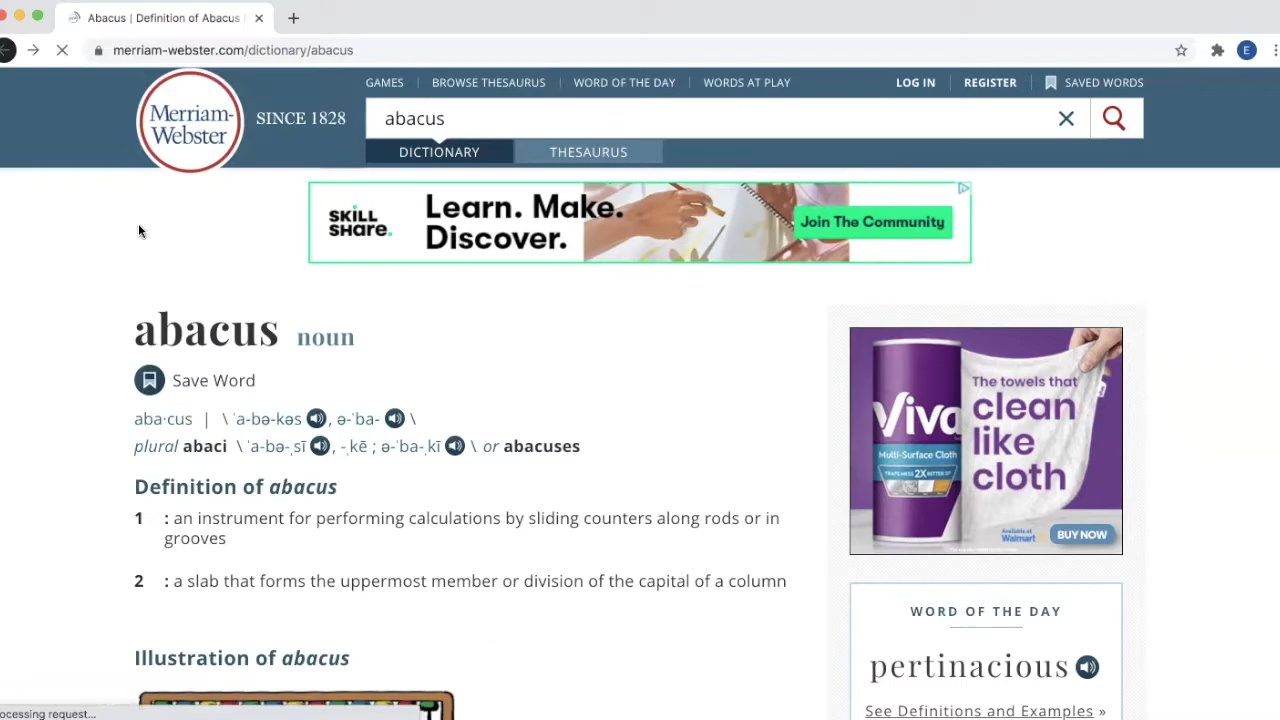 Abacus | Definition of Abacus
merriam-webster.com/dictionary/abacus
E
GAMES | BROWSE THESAURUS | WORD OF THE DAY | WORDS AT PLAY
LOG IN | REGISTER | SAVED WORDS
Merriam-
Webster
SINCE 1828
abacus
DICTIONARY
THESAURUS
SKILL
SHARE.
Learn. Make.
Discover.
Join The Community
abacus noun
Save Word
aba·cus | \ ˈa-bə-kəs , ə-ˈba- \
plural abaci \ ˈa-bə-ˌsī , -ˌkē ; ə-ˈba-ˌkī \ or abacuses
Definition of abacus
1 : an instrument for performing calculations by sliding counters along rods or in
grooves
2 : a slab that forms the uppermost member or division of the capital of a column
Illustration of abacus
ocessing request...
Viva
Multi-Surface Cloth
The towels that
clean
like
cloth
Available at
Walmart
BUY NOW
WORD OF THE DAY
pertinacious
See Definitions and Examples »